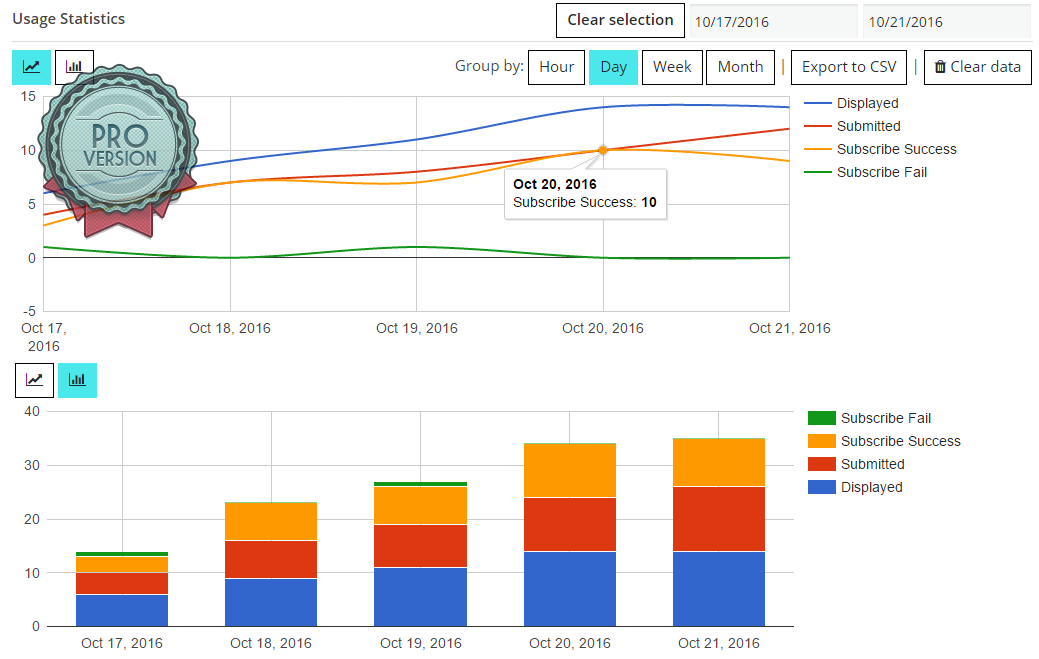 Usage Statistics
Clear selection
10/17/2016
10/21/2016
Group by: Hour Day Week Month | Export to CSV | Clear data
PRO
VERSION
15
10
5
0
-5
Oct 17, 2016
Oct 18, 2016
Oct 19, 2016
Oct 20, 2016
Oct 21, 2016
Displayed
Submitted
Subscribe Success
Subscribe Fail
Oct 20, 2016
Subscribe Success: 10
40
30
20
10
0
Oct 17, 2016
Oct 18, 2016
Oct 19, 2016
Oct 20, 2016
Oct 21, 2016
Subscribe Fail
Subscribe Success
Submitted
Displayed